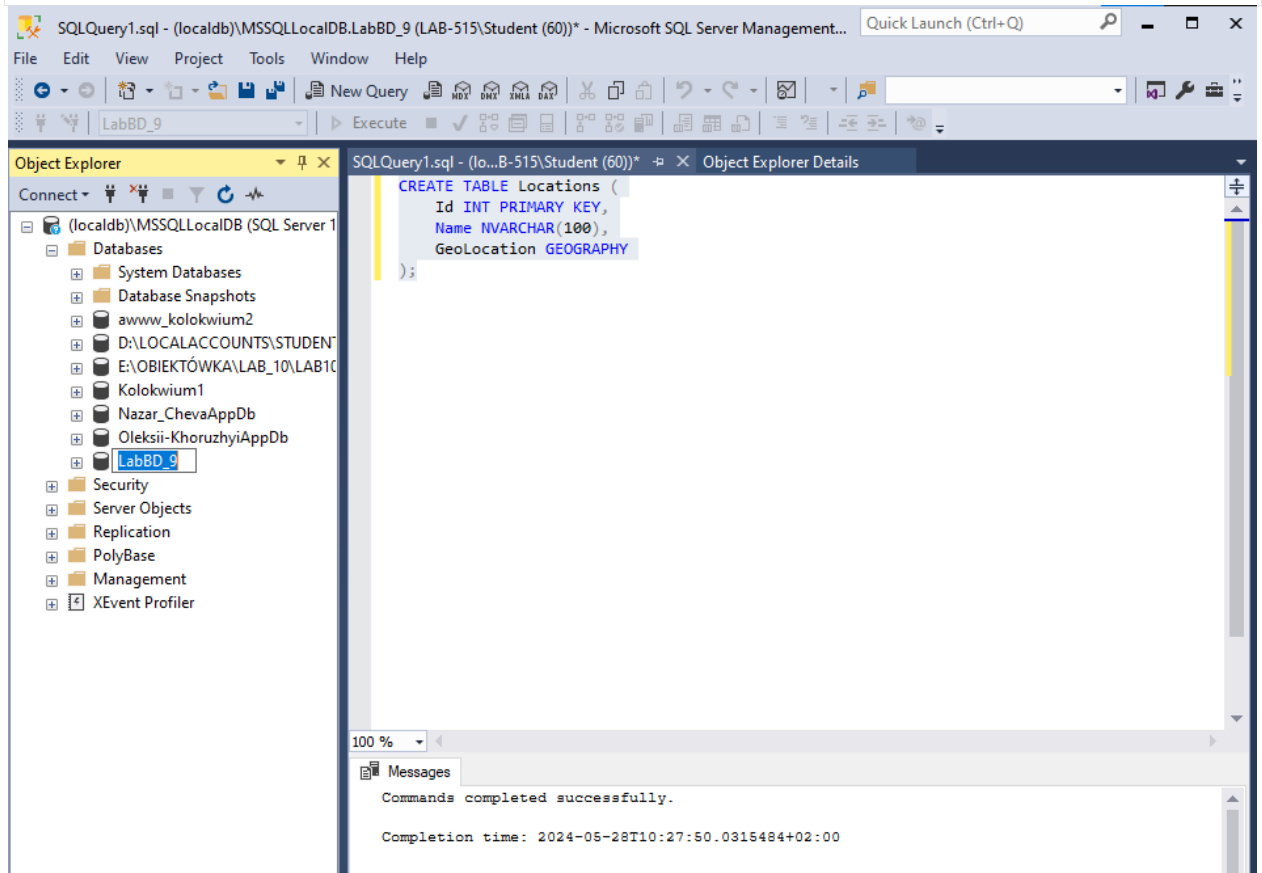 SQLQuery1.sql - (localdb)\MSSQLLocalDB.LabBD_9 (LAB-515\Student (60))* - Microsoft SQL Server Management...
Quick Launch (Ctrl+Q)
File Edit View Project Tools Window Help
New Query MDX DMX XMLA DAX
LabBD_9 Execute
Object Explorer
Connect
(localdb)\MSSQLLocalDB (SQL Server 1
Databases
System Databases
Database Snapshots
awww_kolokwium2
D:\LOCALACCOUNTS\STUDENT
E:\OBIEKTÓWKA\LAB_10\LAB10
Kolokwium1
Nazar_ChevaAppDb
Oleksii-KhoruzhyiAppDb
LabBD_9
Security
Server Objects
Replication
PolyBase
Management
XEvent Profiler
SQLQuery1.sql - (lo...B-515\Student (60))*
Object Explorer Details
CREATE TABLE Locations (
Id INT PRIMARY KEY,
Name NVARCHAR(100),
GeoLocation GEOGRAPHY
);
100 %
Messages
Commands completed successfully.
Completion time: 2024-05-28T10:27:50.0315484+02:00